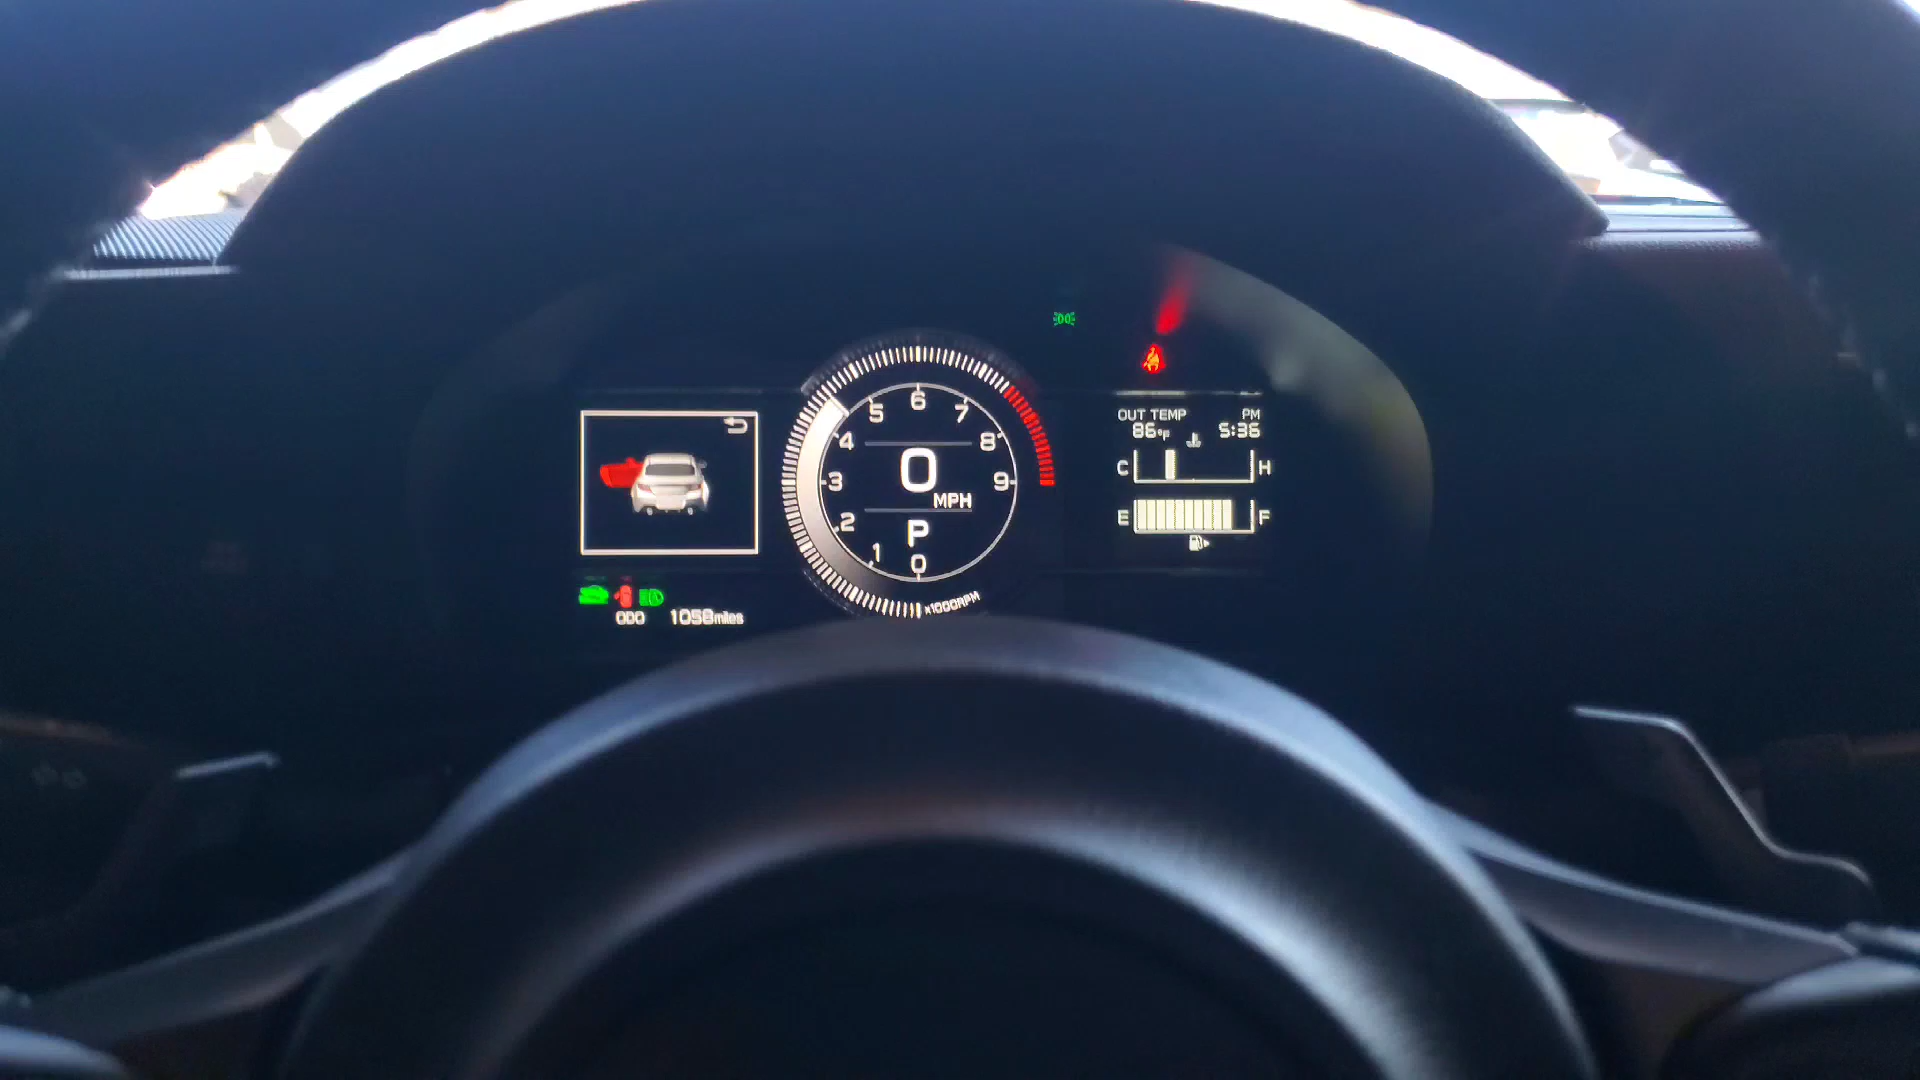 6
5 7
4 8
3 9
2
1
0
MPH
P
0
x1000RPM
OUT TEMP PM
86°F 5:36
C H
E F
ODO 1058miles